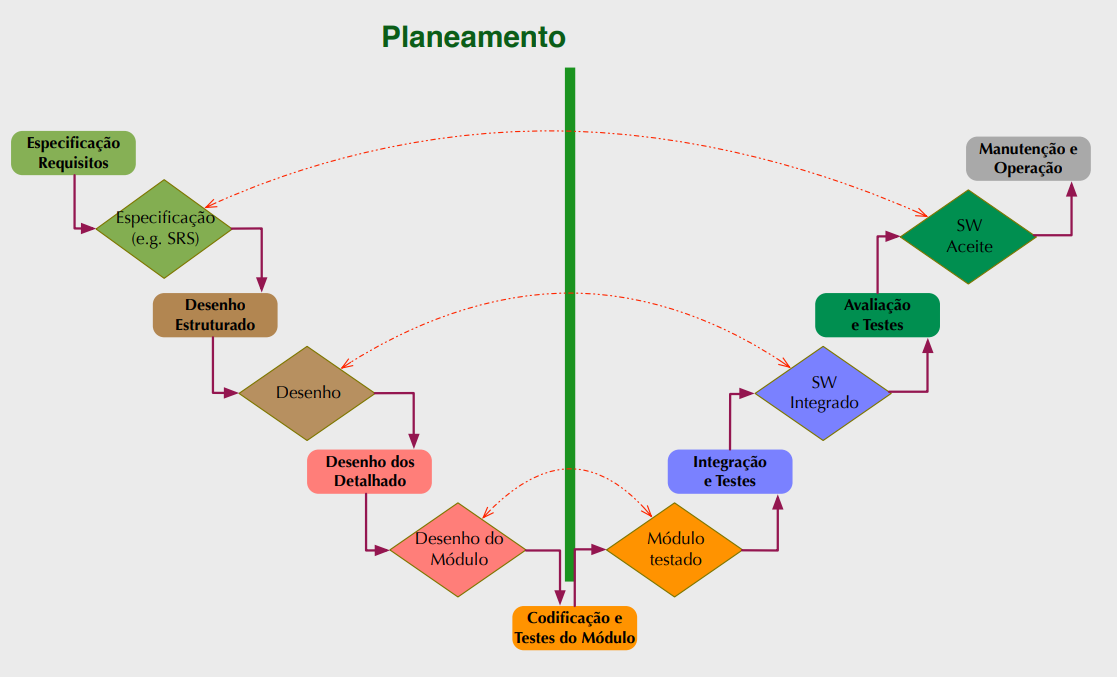 Planeamento
Especificação
Requisitos
Especificação
(e.g. SRS)
Desenho
Estruturado
Desenho
Desenho dos
Detalhado
Desenho do
Módulo
Codificação e
Testes do Módulo
Módulo
testado
Integração
e Testes
SW
Integrado
Avaliação
e Testes
SW
Aceite
Manutenção e
Operação